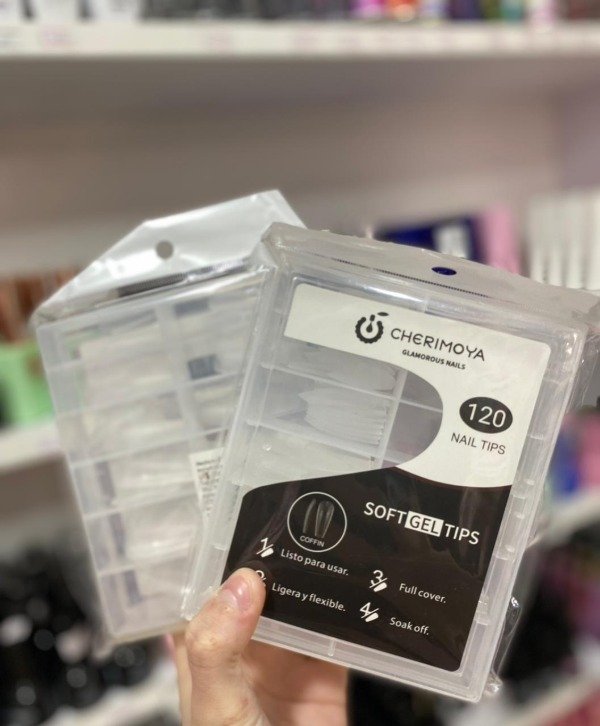 CHERIMOYA
GLAMOROUS NAILS
120
NAIL TIPS
SOFT GEL TIPS
COFFIN
1 Listo para usar.
Ligera y flexible.
3 Full cover.
4 Soak off.